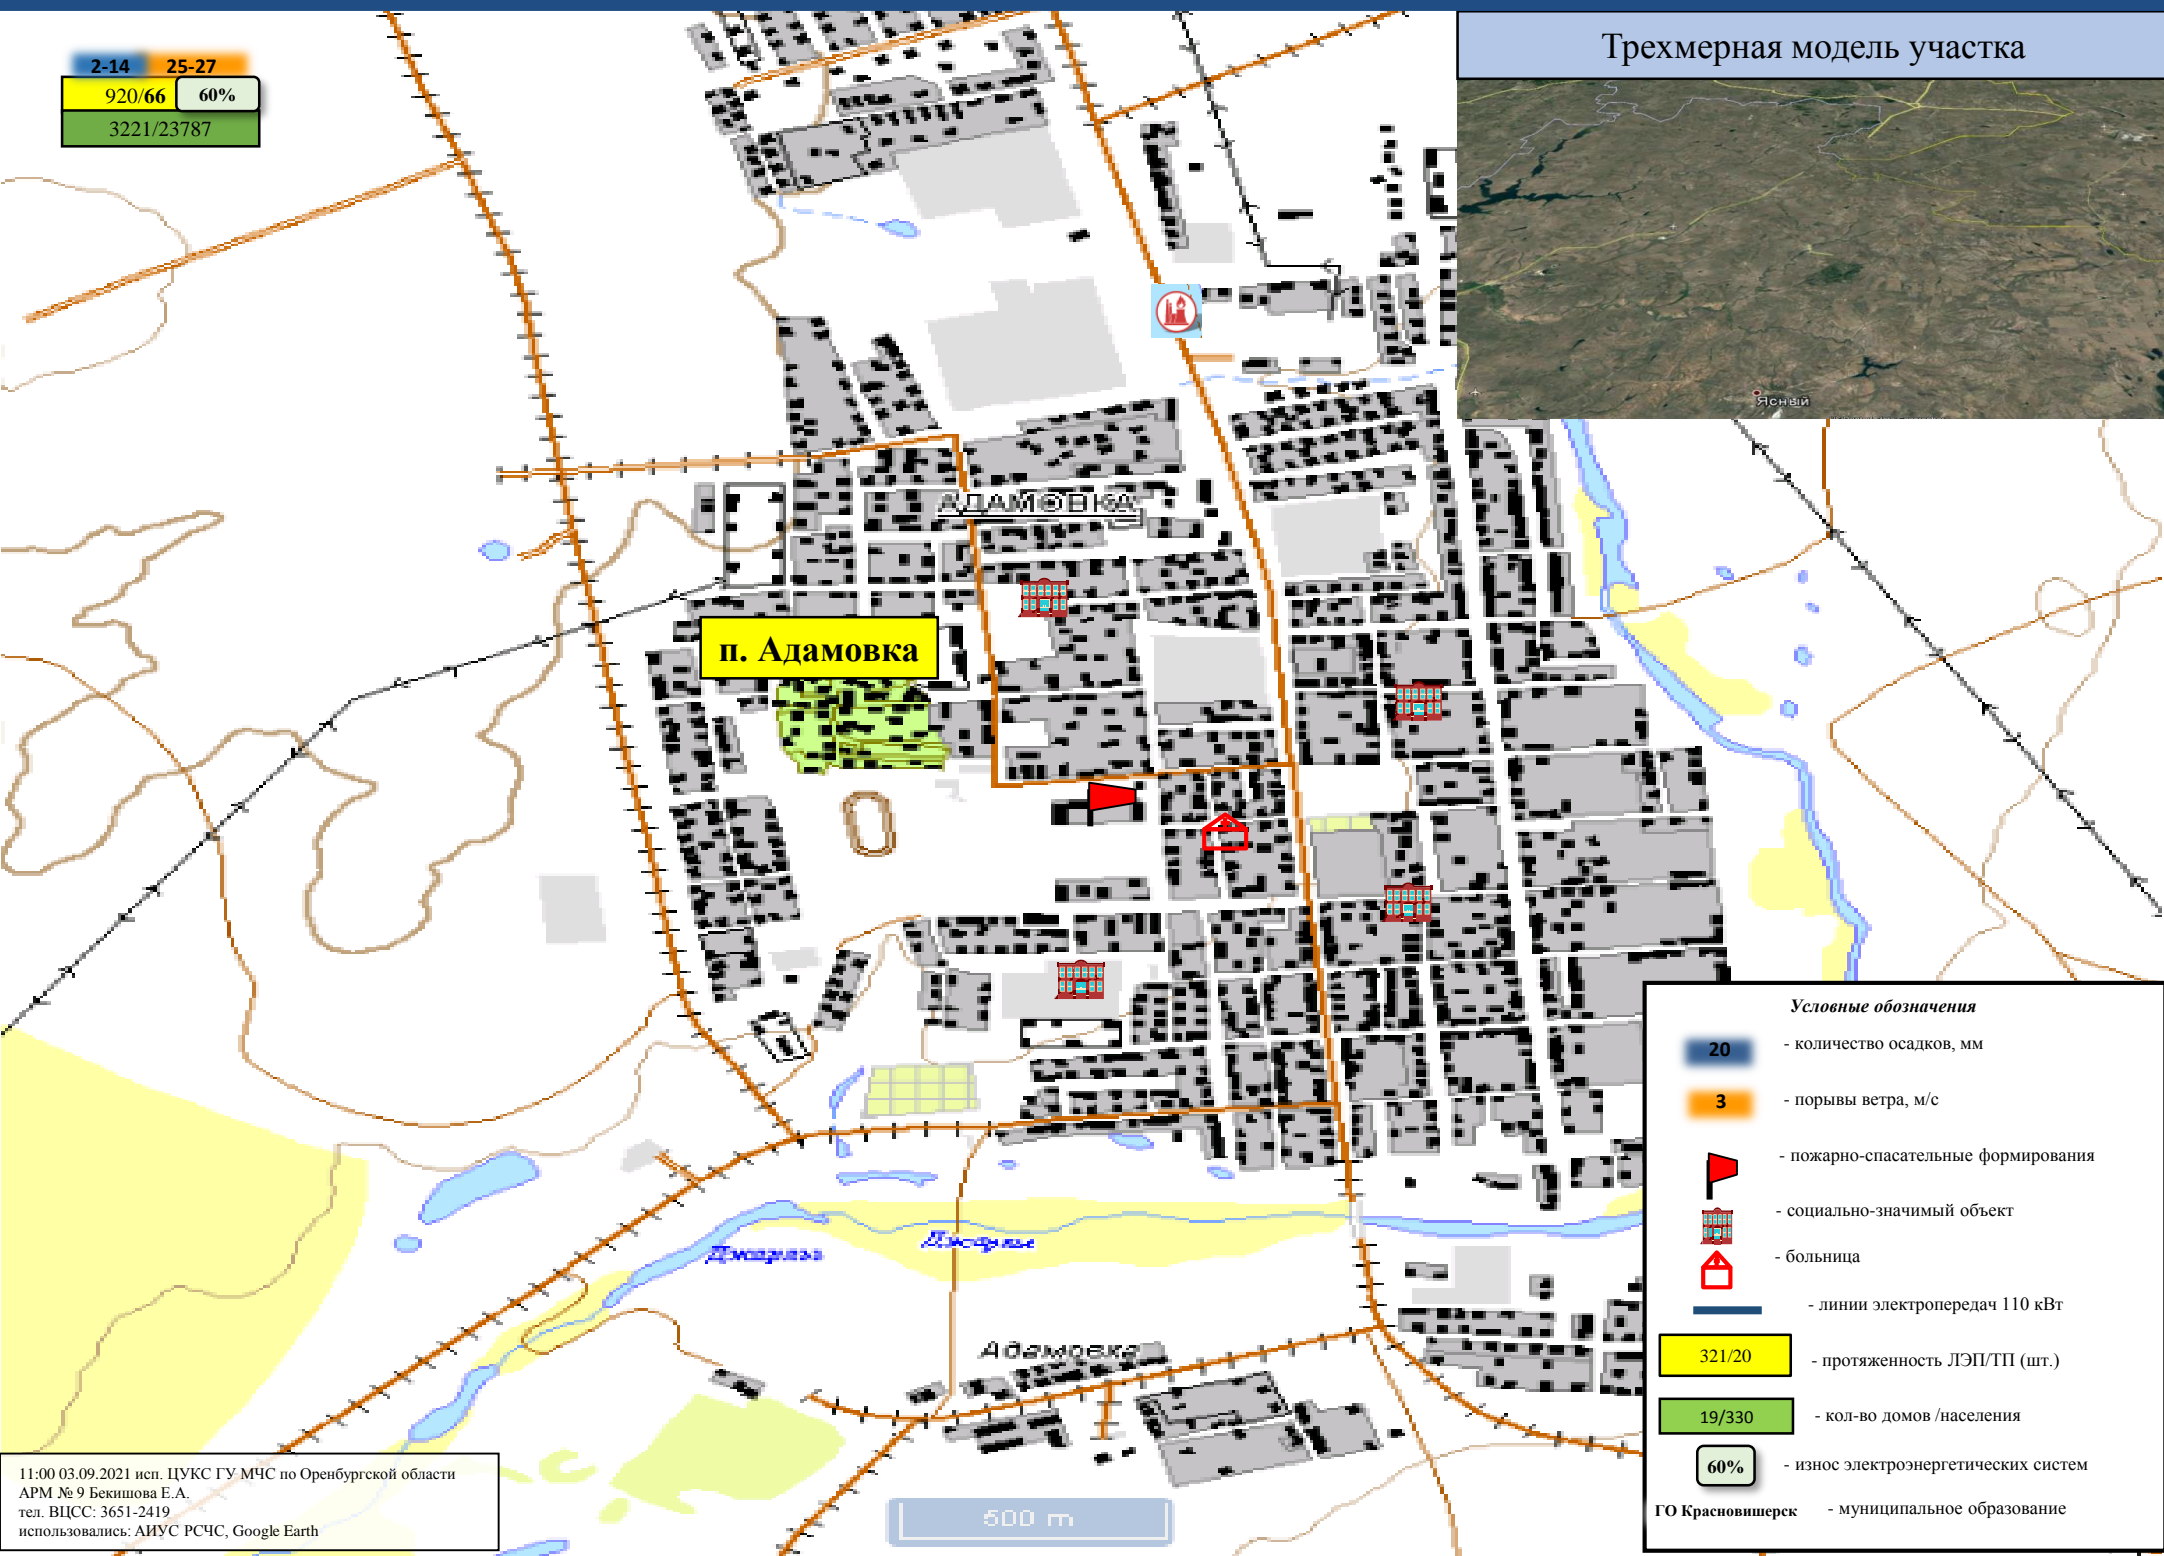 Трехмерная модель участка
2-14 25-27
920/66 60%
3221/23787
Ясный
АДАМОВКА
п. Адамовка
Адамовка
500 m
Условные обозначения
20 - количество осадков, мм
3 - порывы ветра, м/с
- пожарно-спасательные формирования
- социально-значимый объект
- больница
- линии электропередач 110 кВт
321/20 - протяженность ЛЭП/ТП (шт.)
19/330 - кол-во домов /населения
60% - износ электроэнергетических систем
ГО Красновишерск - муниципальное образование
11:00 03.09.2021 исп. ЦУКС ГУ МЧС по Оренбургской области
АРМ № 9 Бекишова Е.А.
тел. ВЦСС: 3651-2419
использовались: АИУС РСЧС, Google Earth